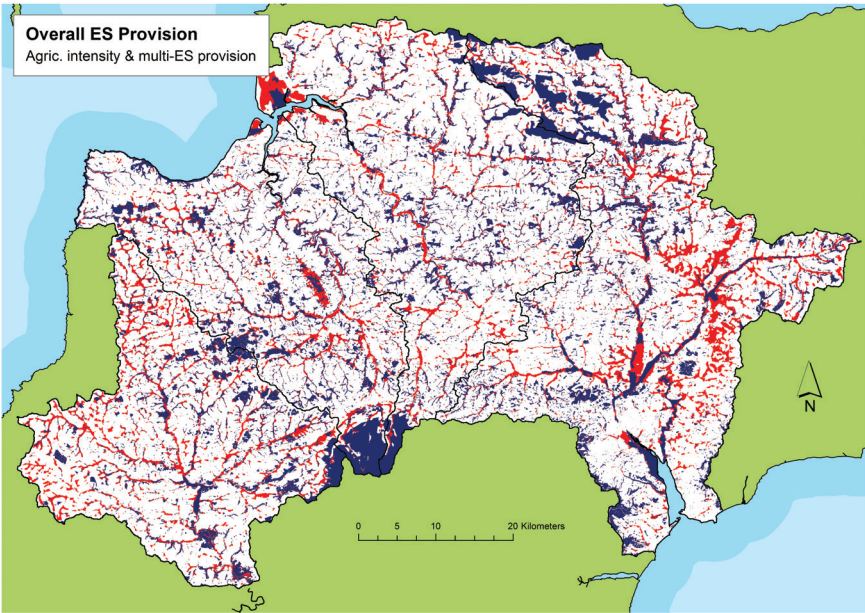 Overall ES Provision
Agric. intensity & multi-ES provision
N
0 5 10 20 Kilometers